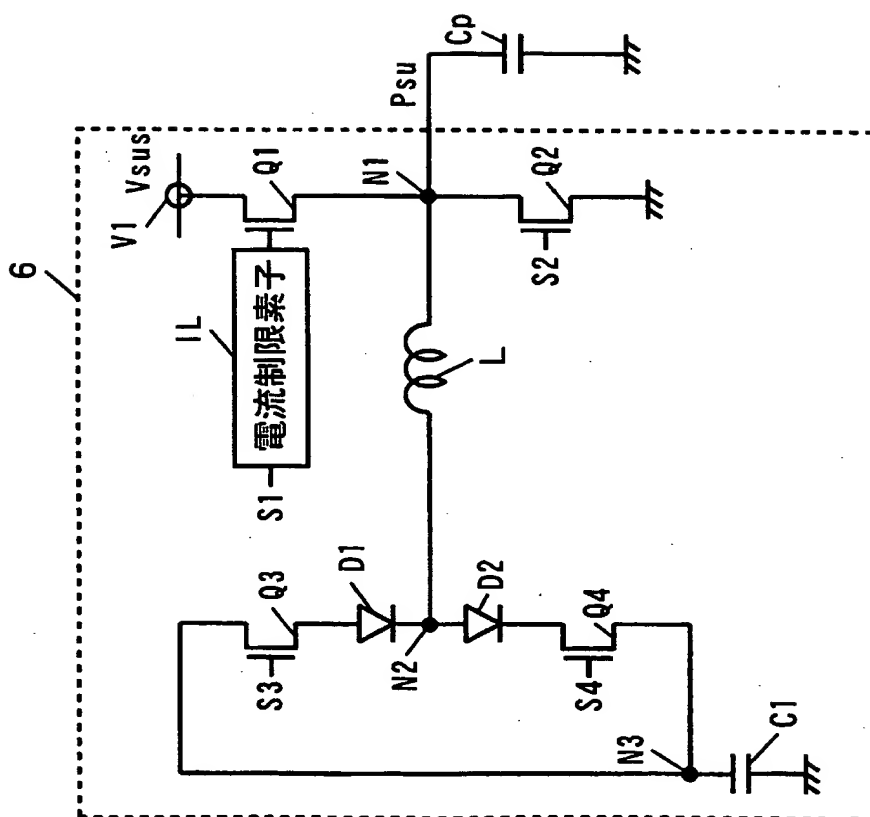 6
V1
Vsus
Q1
IL
電流制限素子
S1
N1
Psu
Cp
S2
Q2
L
S3
Q3
D1
N2
D2
S4
Q4
N3
C1